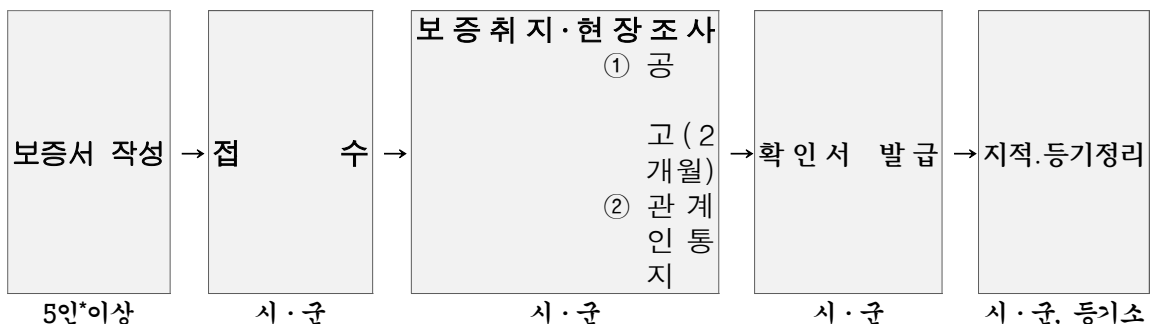 보증서 작성
→
접 수
→
보증취지·현장조사
① 공
고(2
개월)
② 관계
인통
지
→
확인서 발급
→
지적.등기정리
5인*이상
시·군
시·군
시·군
시·군, 등기소